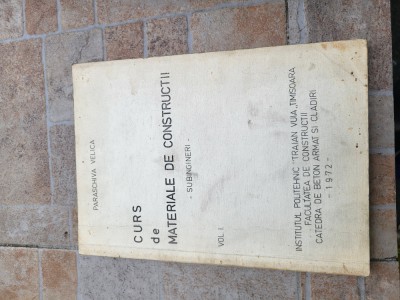 PARASCHIVA VELICA
CURS
de
MATERIALE DE CONSTRUCTII
- SUBINGINERI -
VOL I.
INSTITUTUL POLITEHNIC "TRAIAN VUIA„ TIMISOARA
FACULTATEA DE CONSTRUCTII
CATEDRA DE BETON ARMAT SI CLADIRI
- 1972 -